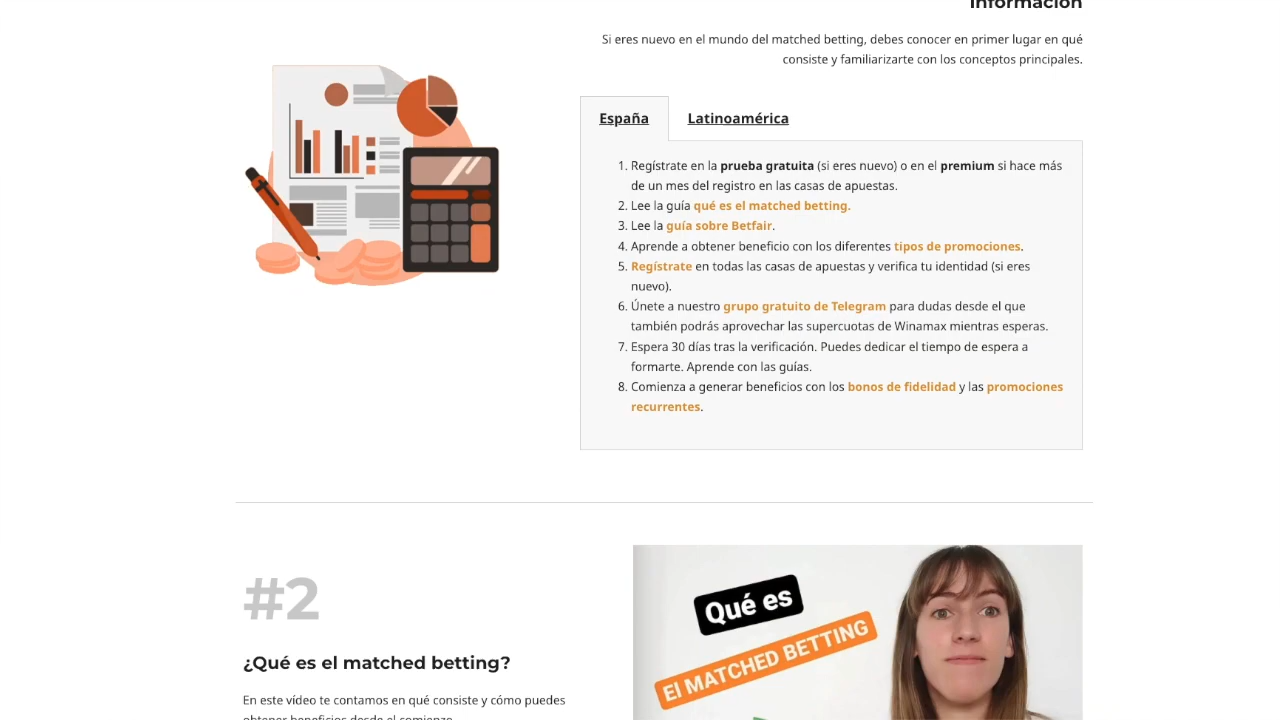 Información
Si eres nuevo en el mundo del matched betting, debes conocer en primer lugar en qué
consiste y familiarizarte con los conceptos principales.
España
Latinoamérica
1. Regístrate en la prueba gratuita (si eres nuevo) o en el premium si hace más
de un mes del registro en las casas de apuestas.
2. Lee la guía qué es el matched betting.
3. Lee la guía sobre Betfair.
4. Aprende a obtener beneficio con los diferentes tipos de promociones.
5. Regístrate en todas las casas de apuestas y verifica tu identidad (si eres
nuevo).
6. Únete a nuestro grupo gratuito de Telegram para dudas desde el que
también podrás aprovechar las supercuotas de Winamax mientras esperas.
7. Espera 30 días tras la verificación. Puedes dedicar el tiempo de espera a
formarte. Aprende con las guías.
8. Comienza a generar beneficios con los bonos de fidelidad y las promociones
recurrentes.
#2
¿Qué es el matched betting?
En este vídeo te contamos en qué consiste y cómo puedes
obtener beneficios desde el comienzo.
Qué es
El MATCHED BETTING